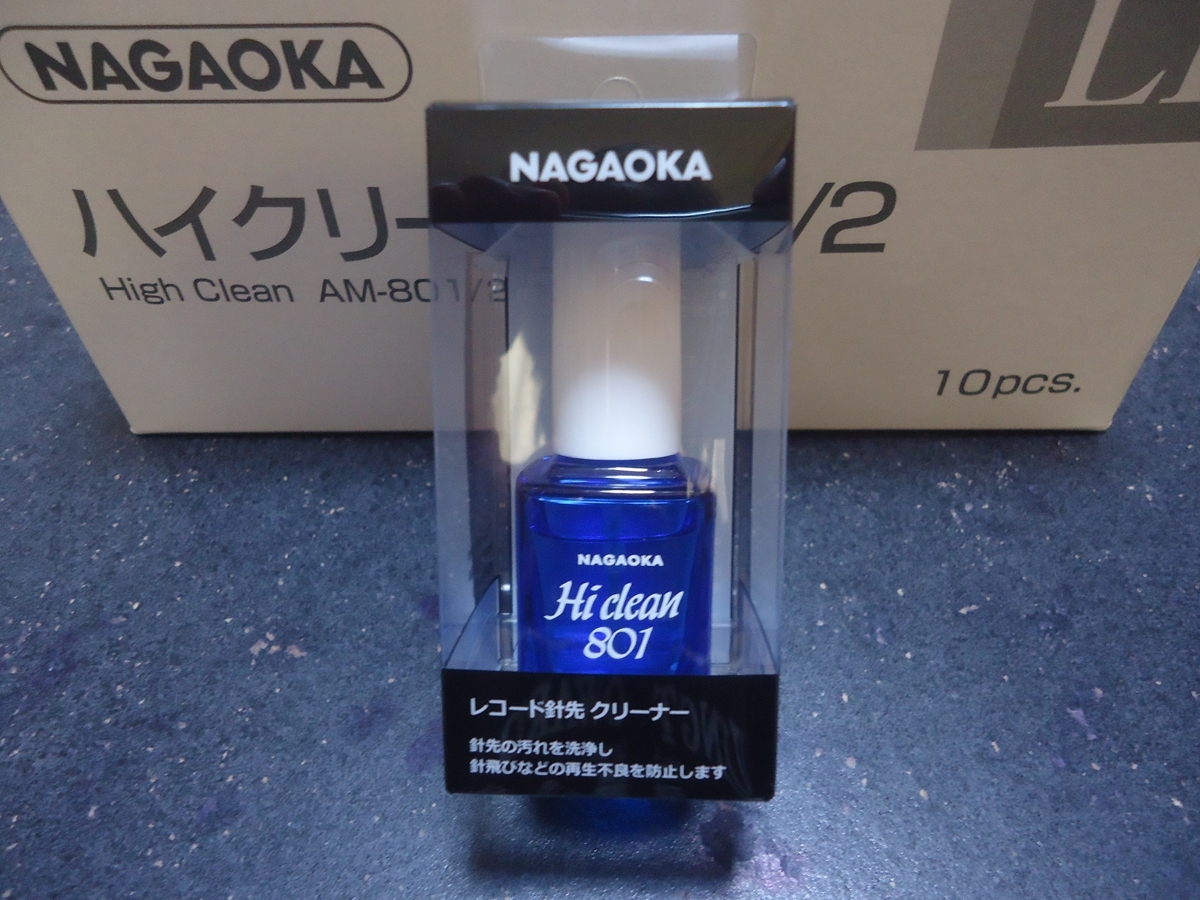 NAGAOKA
ハイクリー /2
High Clean AM-801/2
10pcs.
NAGAOKA
NAGAOKA
Hi clean
801
レコード針先 クリーナー
針先の汚れを洗浄し
針飛びなどの再生不良を防止します